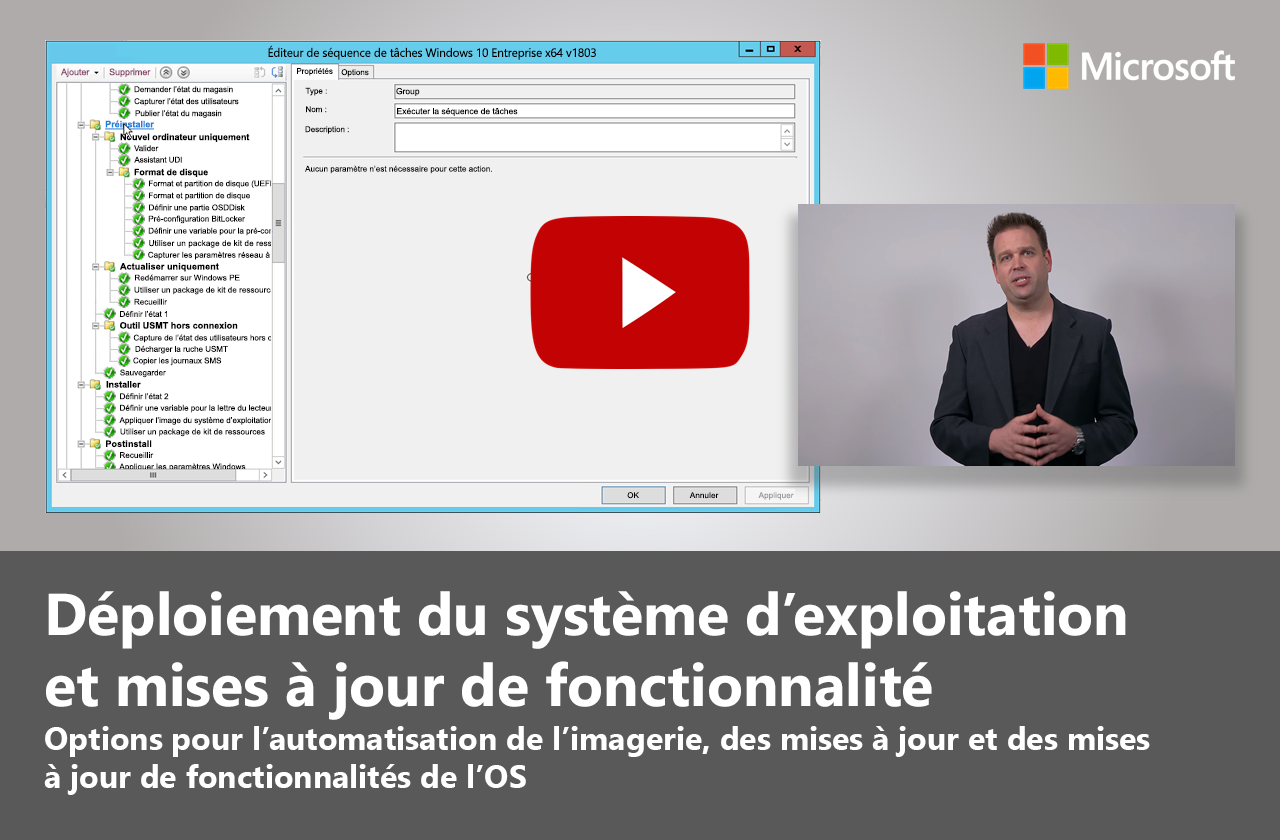 Éditeur de séquence de tâches Windows 10 Entreprise x64 v1803
Microsoft
Ajouter
Supprimer
Demander l'état du magasin
Capturer l'état des utilisateurs
Publier l'état du magasin
Préinstaller
Nouvel ordinateur uniquement
Valider
Assistant UDI
Format de disque
Format et partition de disque (UEFI
Format et partition de disque
Définir une partie OSDDisk
Pré-configuration BitLocker
Définir une variable pour la pré-con
Utiliser un package de kit de ress
Capturer les paramètres réseau à
Actualiser uniquement
Redémarrer sur Windows PE
Utiliser un package de kit de ressourc
Recueillir
Définir l'état 1
Outil USMT hors connexion
Capture de l'état des utilisateurs hors c
Décharger la ruche USMT
Copier les journaux SMS
Sauvegarder
Installer
Définir l'état 2
Définir une variable pour la lettre du lecteur
Appliquer l'image du système d'exploitation
Utiliser un package de kit de ressources
Postinstall
Recueillir
Appliquer les paramètres Windows
Propriétés
Options
Type :
Group
Nom :
Exécuter la séquence de tâches
Description :
Aucun paramètre n'est nécessaire pour cette action.
OK
Annuler
Appliquer
Déploiement du système d’exploitation
et mises à jour de fonctionnalité
Options pour l’automatisation de l’imagerie, des mises à jour et des mises
à jour de fonctionnalités de l’OS